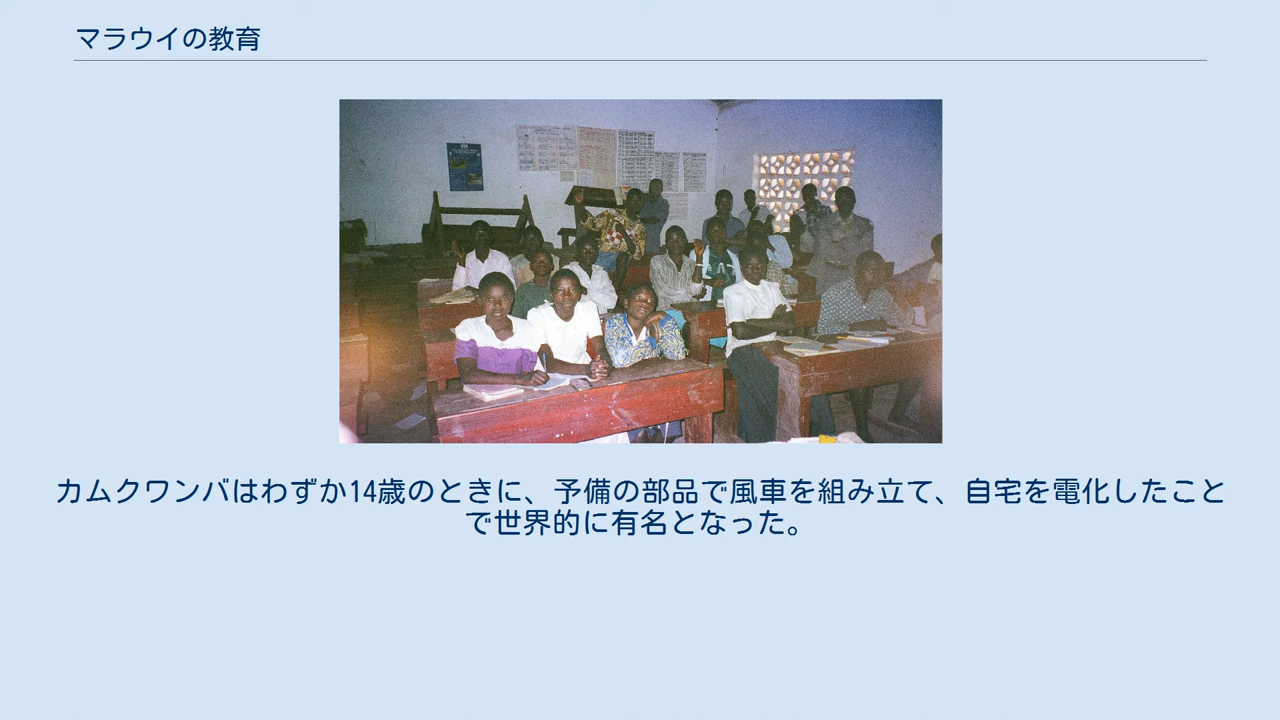 マラウイの教育
カムクワンバはわずか14歳のときに、予備の部品で風車を組み立て、自宅を電化したこと
で世界的に有名となった。